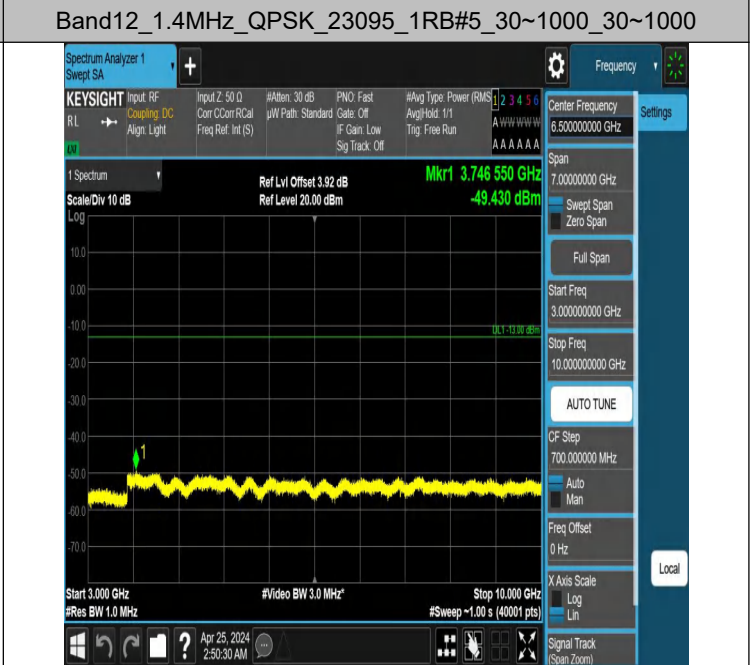 Band12_1.4MHz_QPSK_23095_1RB#5_30~1000_30~1000
Spectrum Analyzer 1
Swept SA
+
Frequency
KEYSIGHT
RL
LXI
Input: RF
Coupling: DC
Align: Light
Input Z: 50 Ω
Corr CCorr RCal
Freq Ref: Int (S)
#Atten: 30 dB
µW Path: Standard
PNO: Fast
Gate: Off
IF Gain: Low
Sig Track: Off
#Avg Type: Power (RMS
Avg|Hold: 1/1
Trig: Free Run
1 2 3 4 5 6
A W W W W W
A A A A A A
1 Spectrum
Scale/Div 10 dB
Log
Ref Lvl Offset 3.92 dB
Ref Level 20.00 dBm
Mkr1 3.746 550 GHz
-49.430 dBm
10.0
0.00
-10.0
-20.0
-30.0
-40.0
-50.0
-60.0
-70.0
DL1 -13.00 dBm
1
Start 3.000 GHz
#Res BW 1.0 MHz
#Video BW 3.0 MHz*
Stop 10.000 GHz
#Sweep ~1.00 s (40001 pts)
?
Apr 25, 2024
2:50:30 AM
Center Frequency
6.500000000 GHz
Settings
Span
7.00000000 GHz
Swept Span
Zero Span
Full Span
Start Freq
3.000000000 GHz
Stop Freq
10.000000000 GHz
AUTO TUNE
CF Step
700.000000 MHz
Auto
Man
Freq Offset
0 Hz
X Axis Scale
Log
Lin
Local
Signal Track
(Span Zoom)